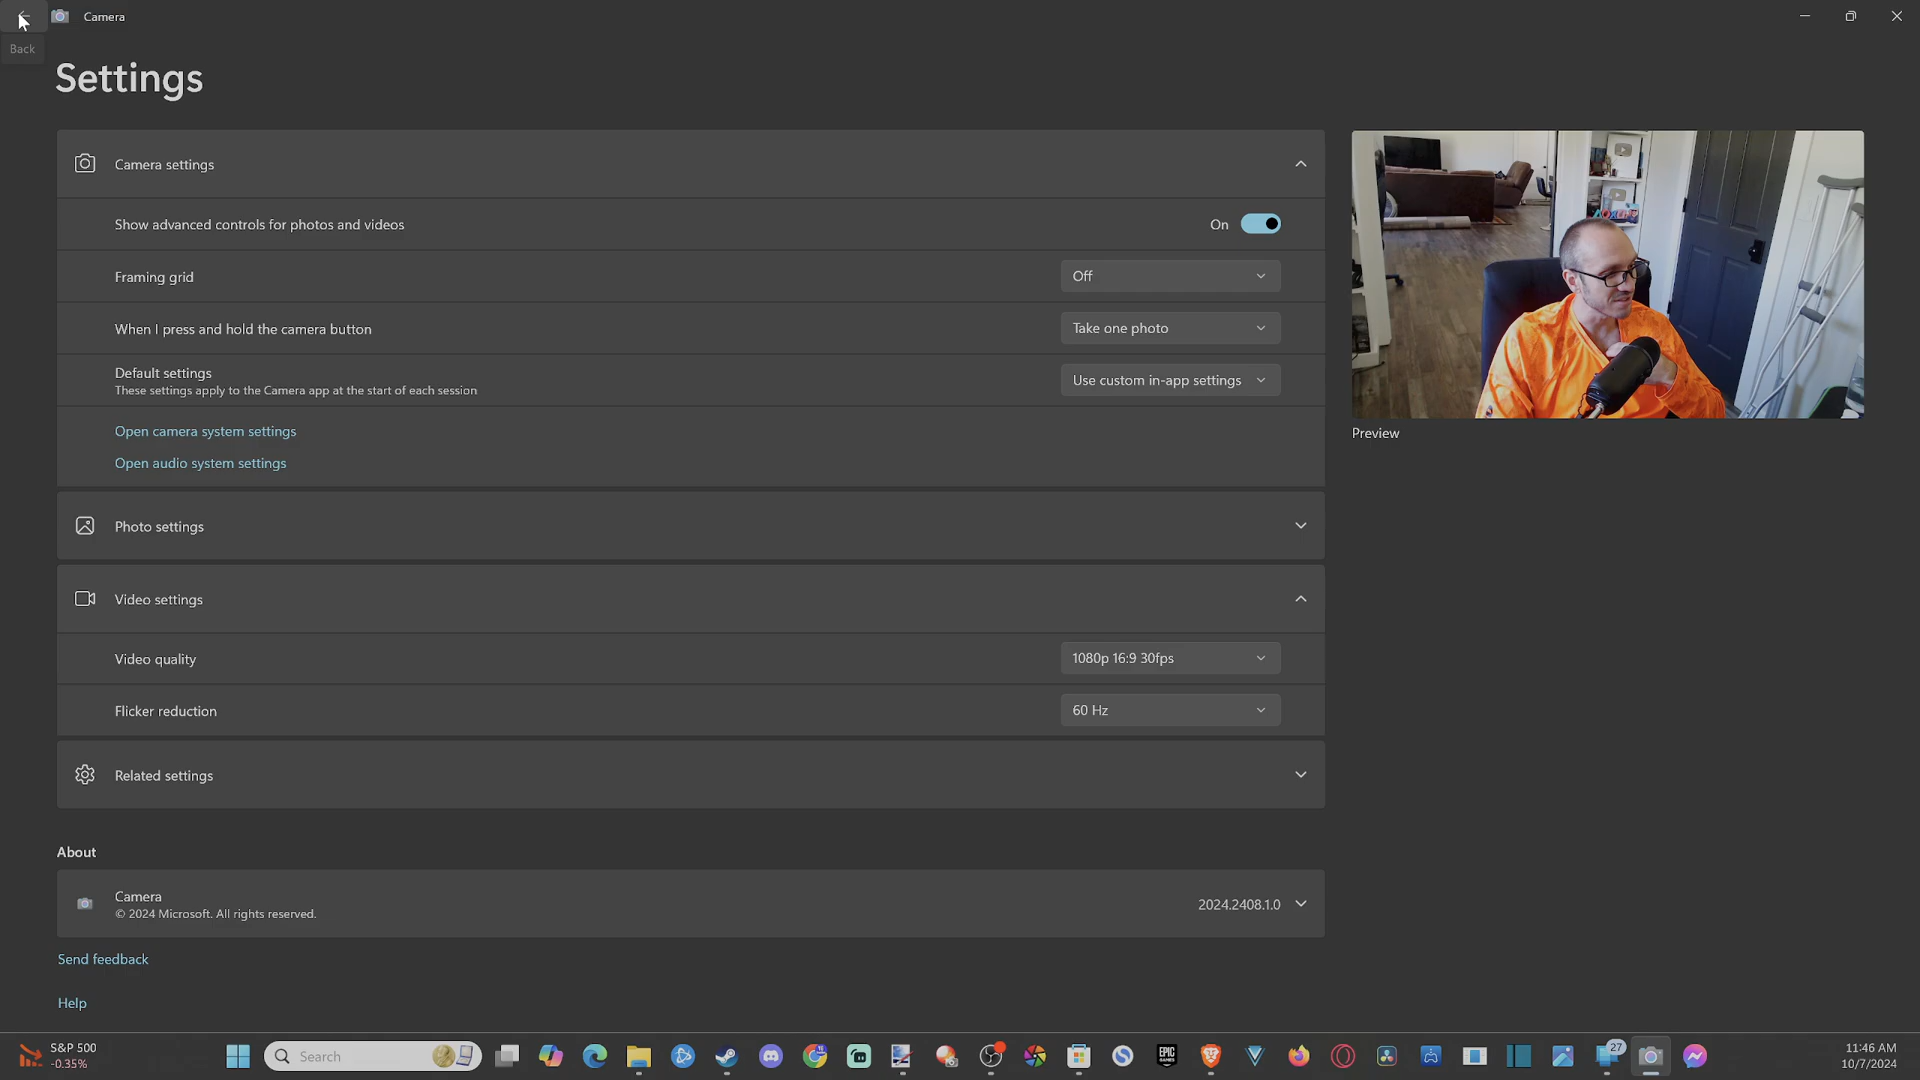 Camera
Back
Settings
Camera settings
Show advanced controls for photos and videos
On
Framing grid
Off
When I press and hold the camera button
Take one photo
Default settings
These settings apply to the Camera app at the start of each session
Use custom in-app settings
Open camera system settings
Open audio system settings
Preview
Photo settings
Video settings
Video quality
1080p 16:9 30fps
Flicker reduction
60 Hz
Related settings
About
Camera
© 2024 Microsoft. All rights reserved.
2024.2408.1.0
Send feedback
Help
S&P 500
-0.35%
Search
EPIC
27
11:46 AM
10/7/2024